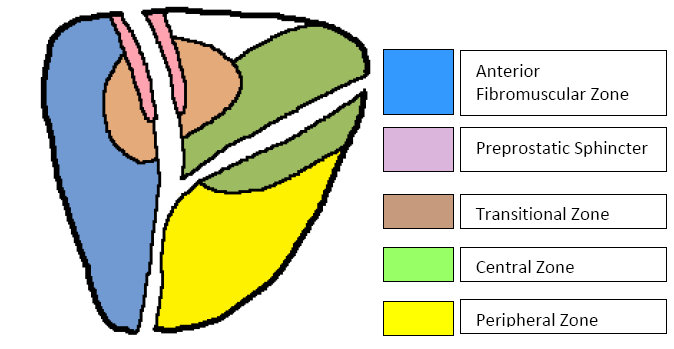 Anterior
Fibromuscular Zone
Preprostatic Sphincter
Transitional Zone
Central Zone
Peripheral Zone